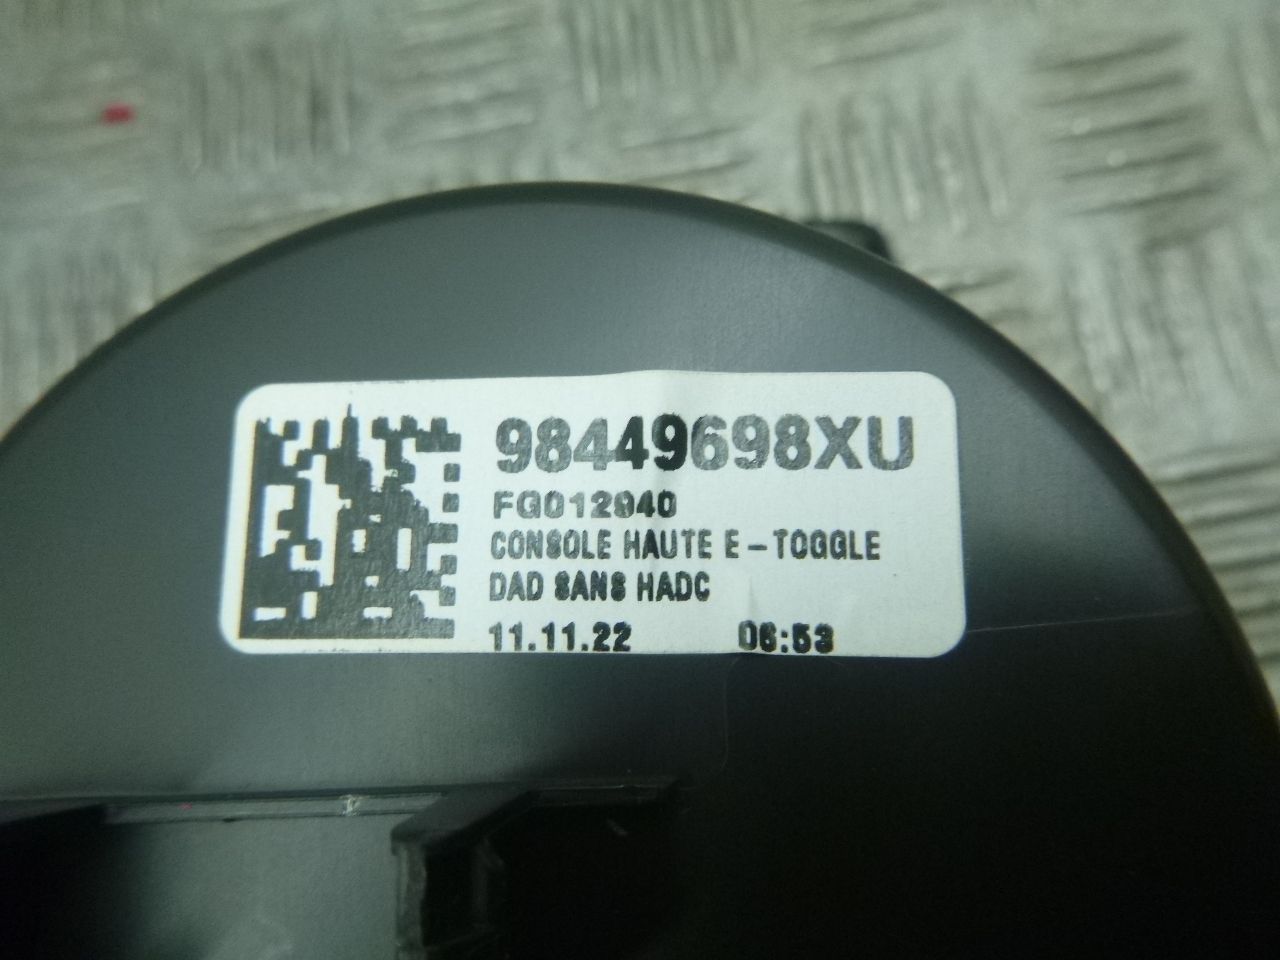 98449698XU
FG012940
CONSOLE HAUTE E-TOGGLE
DAD SANS HADC
11.11.22 06:53